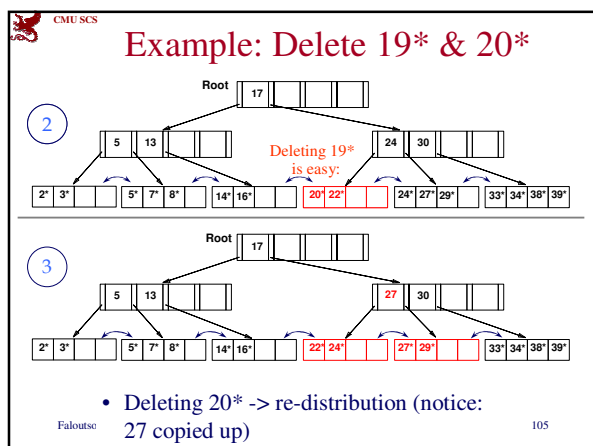 CMU SCS
Example: Delete 19* & 20*
Root
17
2
5 13
Deleting 19*
is easy:
24 30
2* 3* 5* 7* 8* 14* 16* 20* 22* 24* 27* 29* 33* 34* 38* 39*
Root
17
3
5 13 27 30
2* 3* 5* 7* 8* 14* 16* 22* 24* 27* 29* 33* 34* 38* 39*
• Deleting 20* -> re-distribution (notice:
Faloutso 27 copied up) 105